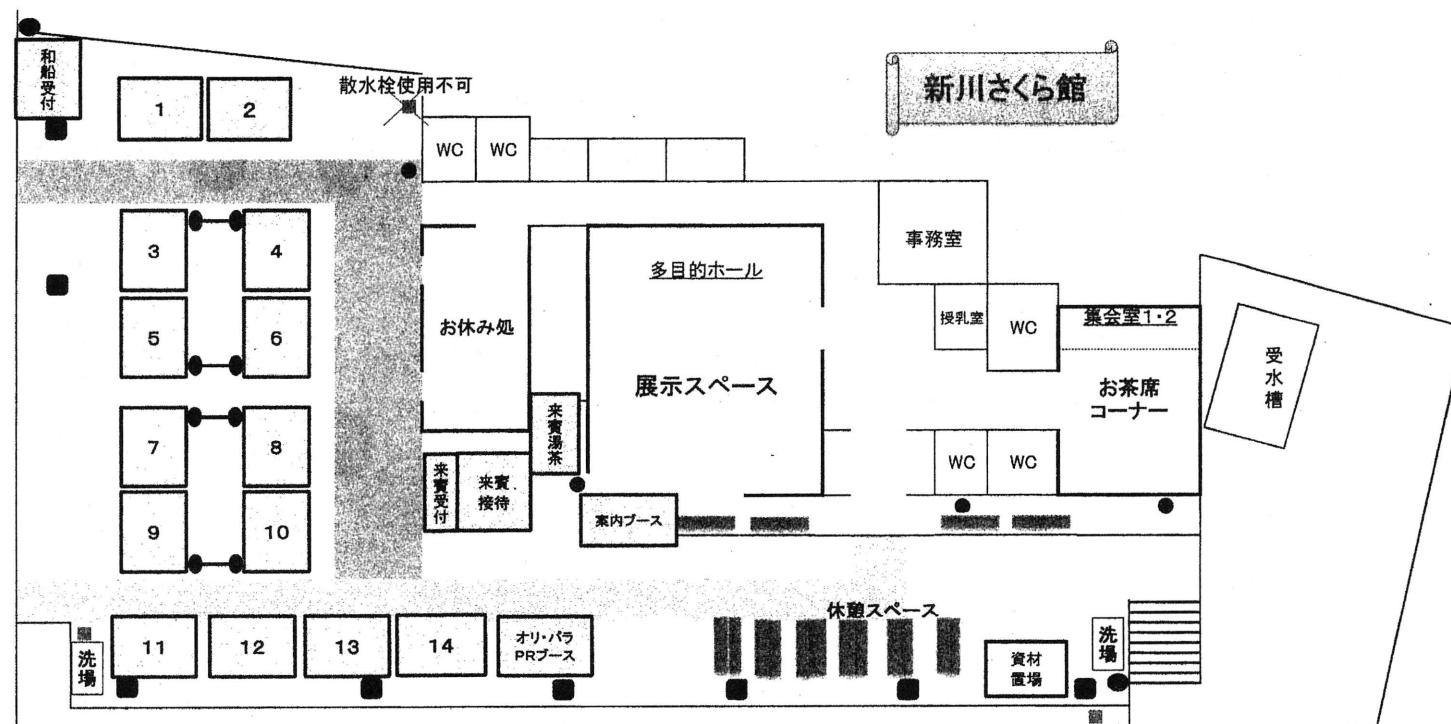 和船受付
1
2
散水栓使用不可
新川さくら館
WC
WC
3
4
5
6
7
8
9
10
お休み処
多目的ホール
展示スペース
事務室
授乳室
WC
集会室1・2
お茶席
コーナー
受水槽
来賓湯茶
来賓受付
来賓
接待
案内ブース
WC
WC
休憩スペース
洗場
11
12
13
14
オリ・パラ
PRブース
資材
置場
洗場